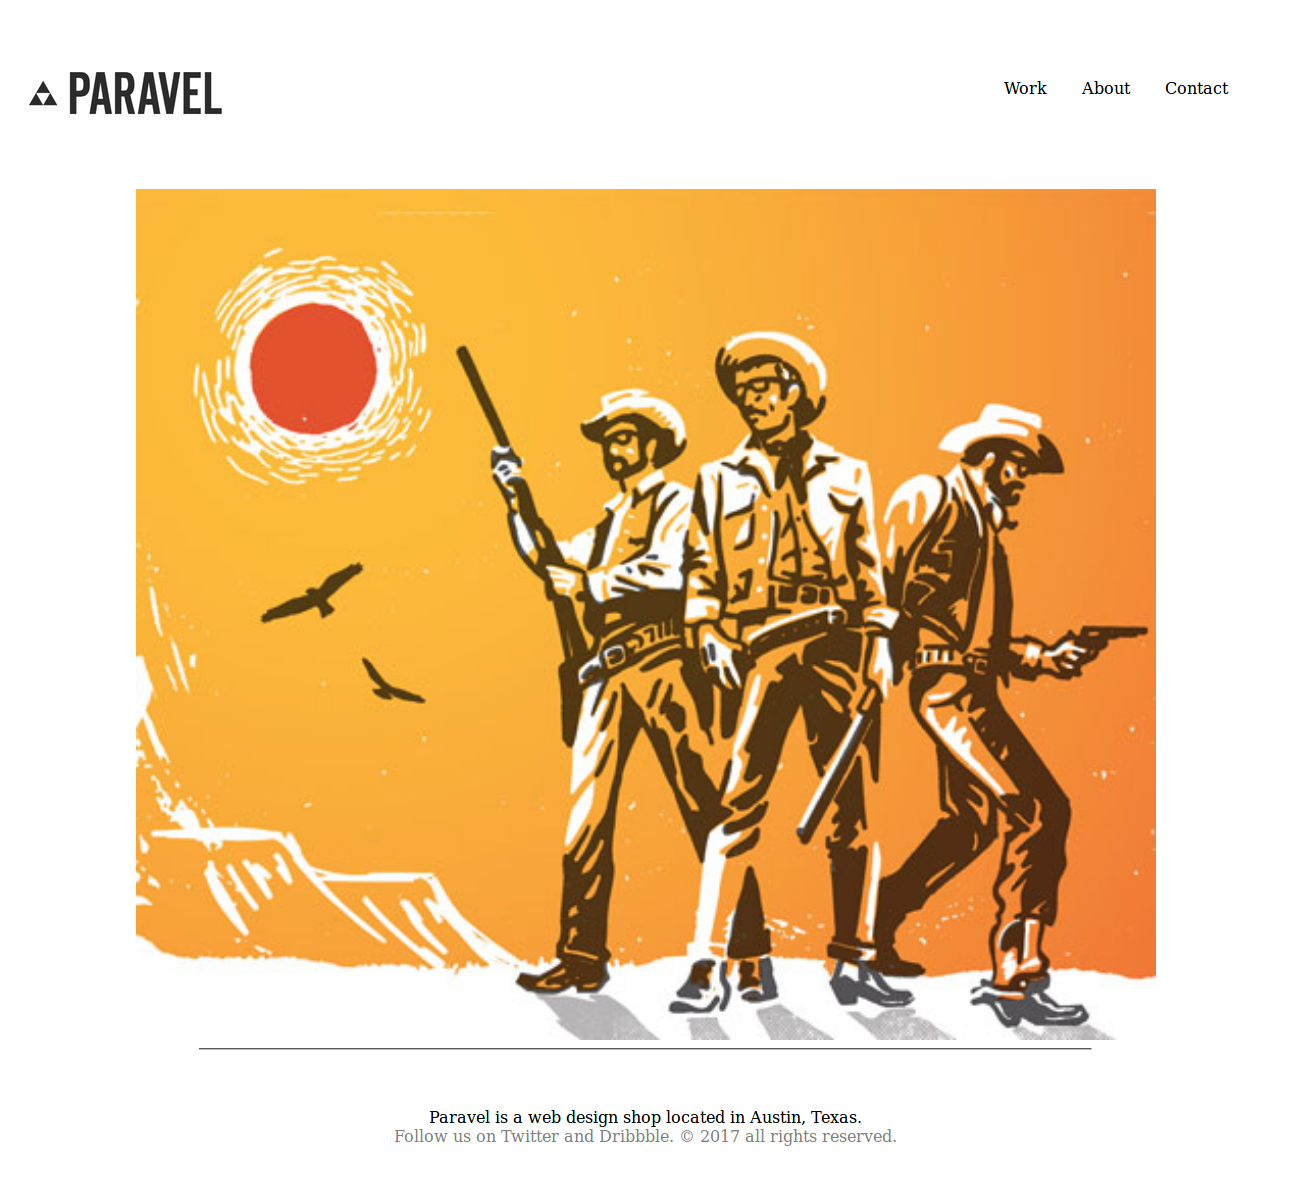 PARAVEL
Work About Contact
Paravel is a web design shop located in Austin, Texas.
Follow us on Twitter and Dribbble. © 2017 all rights reserved.